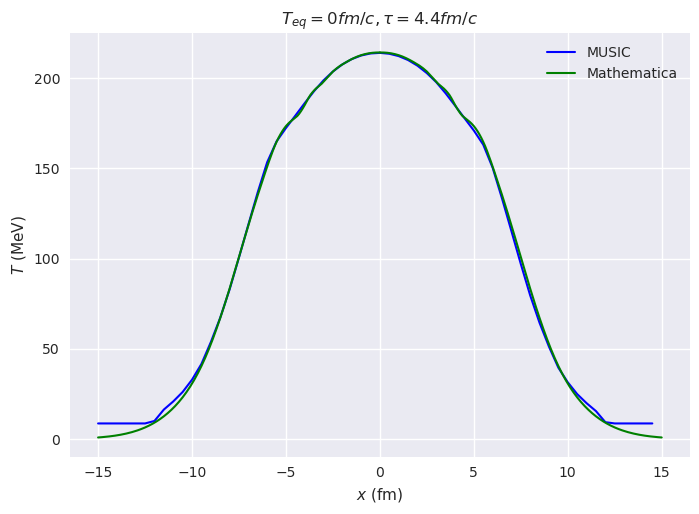 T_eq = 0fm/c, τ = 4.4fm/c
MUSIC
Mathematica
T (MeV)
200
150
100
50
0
−15
−10
−5
0
5
10
15
x (fm)